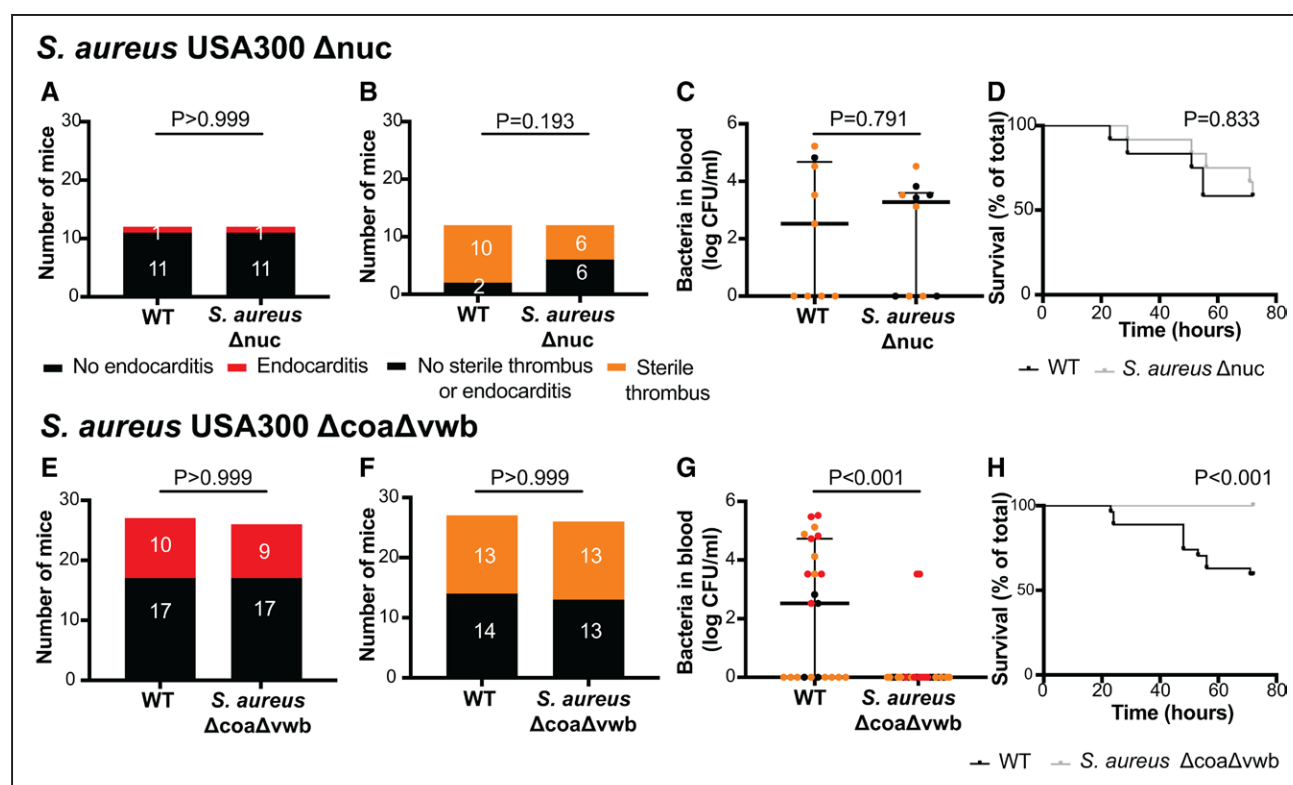 S. aureus USA300 Δnuc
A
B
C
D
P>0.999
P=0.193
P=0.791
P=0.833
Number of mice
30
20
10
0
1
11
1
11
WT
S. aureus
Δnuc
Number of mice
30
20
10
0
10
2
6
6
WT
S. aureus
Δnuc
Bacteria in blood
(log CFU/ml)
6
4
2
0
WT
S. aureus
Δnuc
Survival (% of total)
100
50
0
0
20
40
60
80
Time (hours)
No endocarditis
Endocarditis
No sterile thrombus
or endocarditis
Sterile
thrombus
WT
S. aureus Δnuc
S. aureus USA300 ΔcoaΔvwb
E
F
G
H
P>0.999
P>0.999
P<0.001
P<0.001
Number of mice
30
20
10
0
10
17
9
17
WT
S. aureus
ΔcoaΔvwb
Number of mice
30
20
10
0
13
14
13
13
WT
S. aureus
ΔcoaΔvwb
Bacteria in blood
(log CFU/ml)
6
4
2
0
WT
S. aureus
ΔcoaΔvwb
Survival (% of total)
100
50
0
0
20
40
60
80
Time (hours)
WT
S. aureus ΔcoaΔvwb